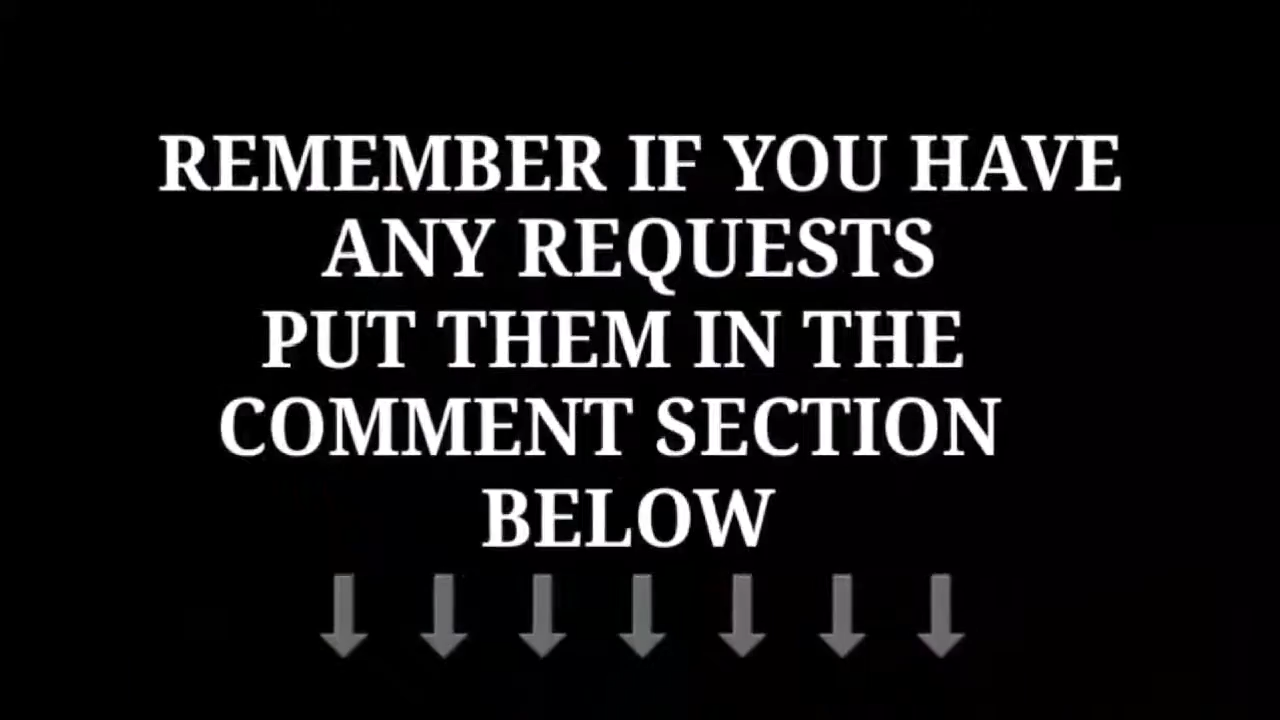 REMEMBER IF YOU HAVE
ANY REQUESTS
PUT THEM IN THE
COMMENT SECTION
BELOW